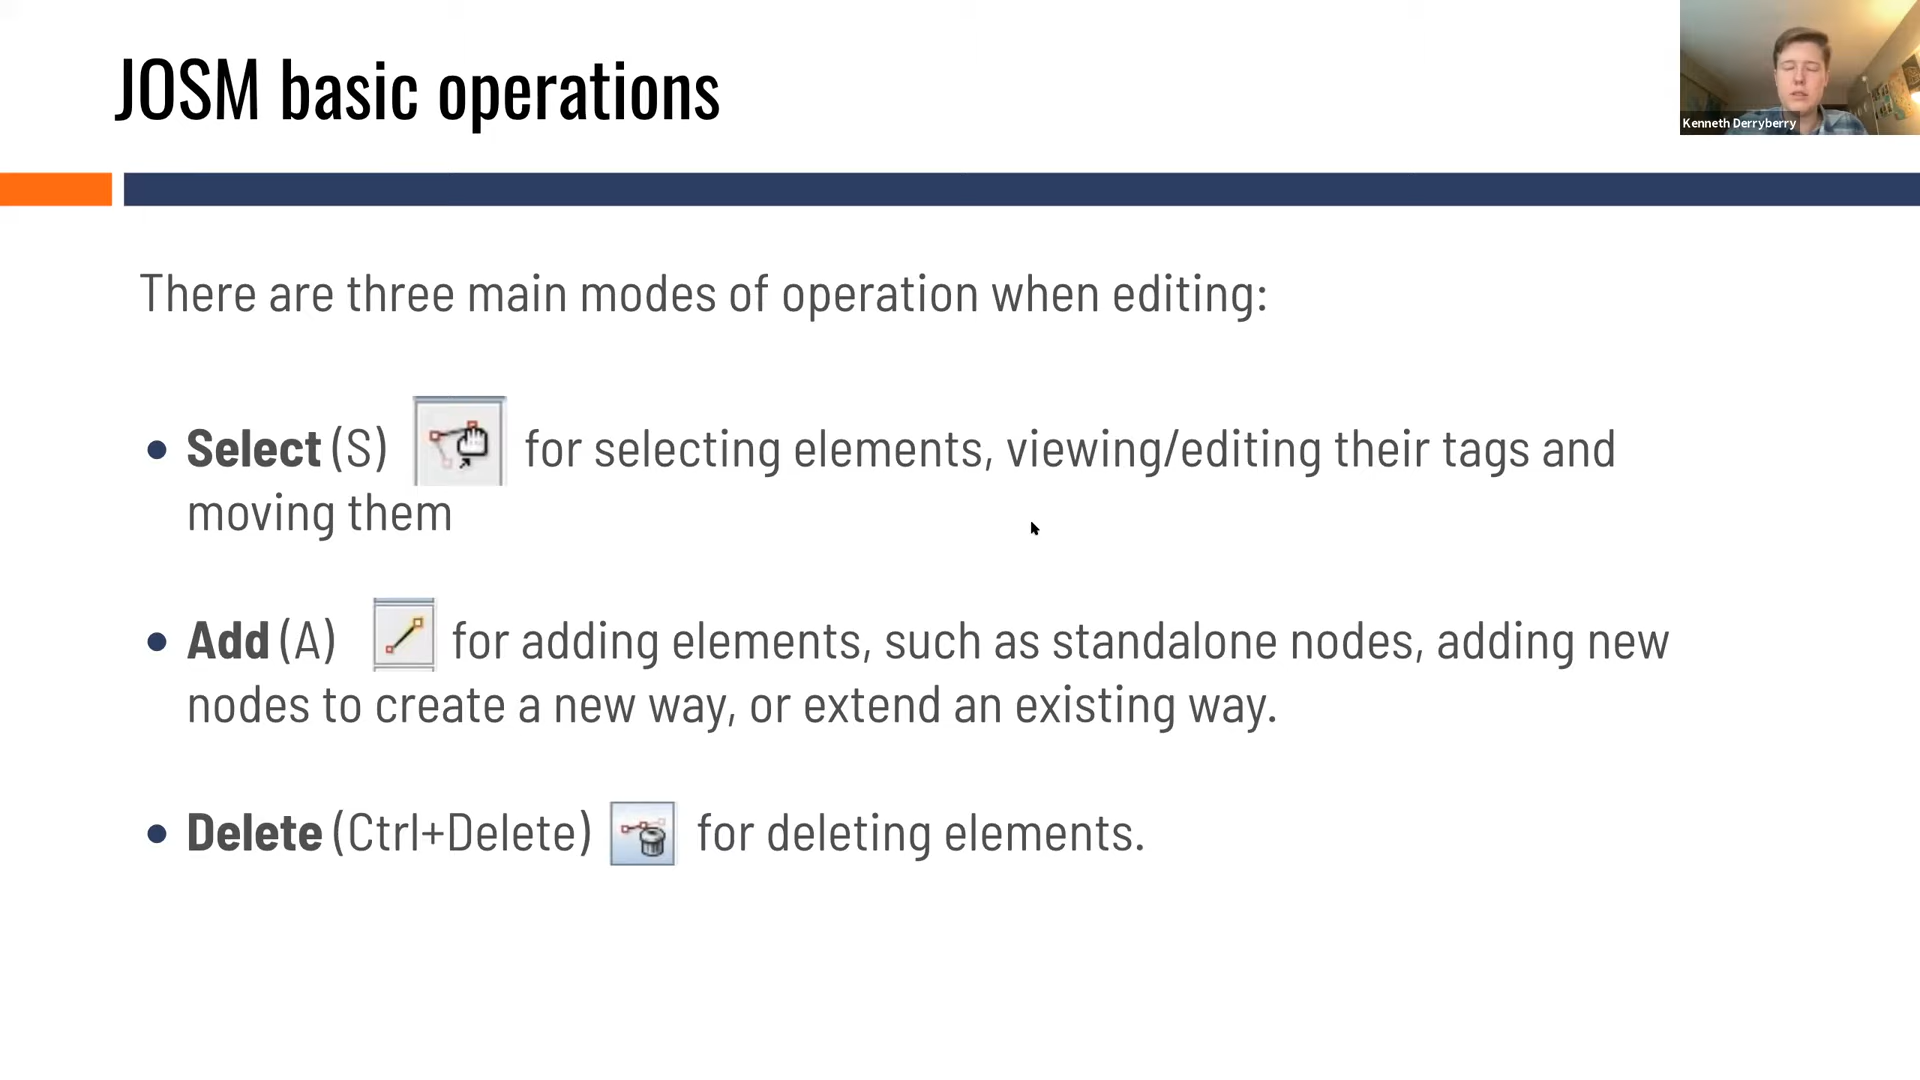 JOSM basic operations
Kenneth Derryberry
There are three main modes of operation when editing:
• Select (S) for selecting elements, viewing/editing their tags and
moving them
• Add (A) for adding elements, such as standalone nodes, adding new
nodes to create a new way, or extend an existing way.
• Delete (Ctrl+Delete) for deleting elements.